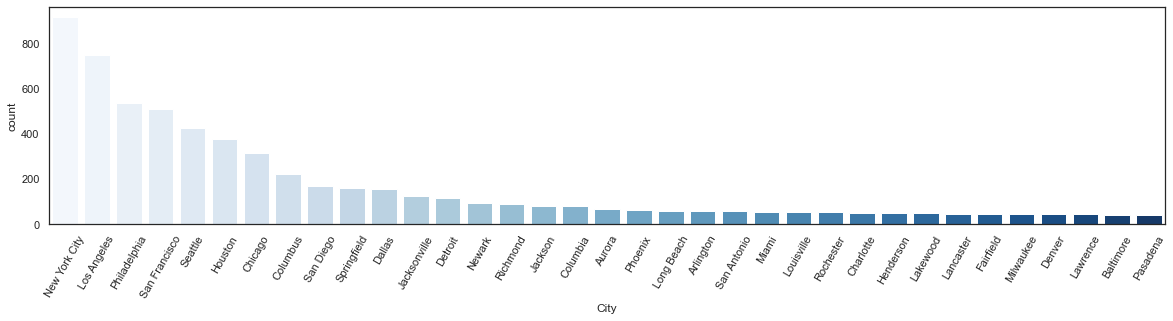 800
600
400
200
0
count
New York City
Los Angeles
Philadelphia
San Francisco
Seattle
Houston
Chicago
Columbus
San Diego
Springfield
Dallas
Jacksonville
Detroit
Newark
Richmond
Jackson
Columbia
Aurora
Phoenix
Long Beach
Arlington
San Antonio
Miami
Louisville
Rochester
Charlotte
Henderson
Lakewood
Lancaster
Fairfield
Milwaukee
Denver
Lawrence
Baltimore
Pasadena
City